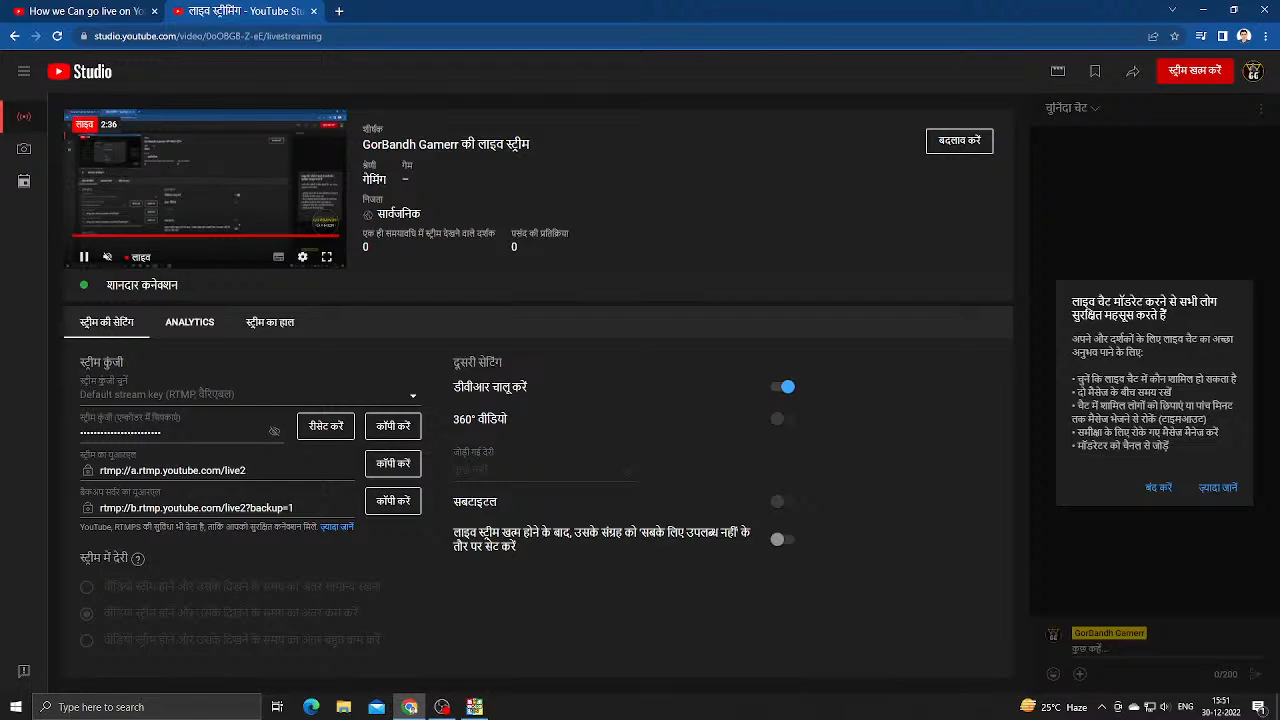 How we Can go live on Yo
लाइव स्ट्रीमिंग - YouTube Stu
studio.youtube.com/video/0oOBGB-Z-eE/livestreaming
Studio
स्ट्रीम खत्म करें
चुनिंदा चैट
लाइव 2:36
शीर्षक
GorBandh Gamer की लाइव स्ट्रीम
बदलाव करें
श्रेणी गेम
गेमिंग –
निजता
सार्वजनिक
एक ही समयावधि में स्ट्रीम देखने वाले दर्शक पसंद की प्रतिक्रिया
0 0
लाइव
शानदार कनेक्शन
स्ट्रीम की सेटिंग ANALYTICS स्ट्रीम का हाल
स्ट्रीम कुंजी
स्ट्रीम कुंजी चुनें
Default stream key (RTMP, वैरिएबल)
स्ट्रीम कुंजी (एन्कोडर में चिपकाएं)
रीसेट करें कॉपी करें
स्ट्रीम का यूआरएल
rtmp://a.rtmp.youtube.com/live2
कॉपी करें
बैकअप सर्वर का यूआरएल
rtmp://b.rtmp.youtube.com/live2?backup=1
कॉपी करें
YouTube, RTMPS की सुविधा भी देता है, ताकि आपको सुरक्षित कनेक्शन मिले. ज़्यादा जानें
स्ट्रीम में देरी
दूसरी सेटिंग
डीवीआर चालू करें
360° वीडियो
जोड़ी गई देरी
कुछ नहीं
सबटाइटल
लाइव स्ट्रीम खत्म होने के बाद, उसके संग्रह को 'सबके लिए उपलब्ध नहीं' के
तौर पर सेट करें
लाइव चैट मॉडरेट करने से सभी लोग
सुरक्षित महसूस करते हैं
अपने और दर्शकों के लिए लाइव चैट का अच्छा
अनुभव पाने के लिए:
• चुनें कि लाइव चैट में कौन शामिल हो सकता है
• दो मैसेज के बीच समय रखें
• चैट में शामिल लोगों को छिपाएं या पांच मिनट
तक मैसेज भेजने से रोकें (टाइमआउट)
• समीक्षा के लिए रोके गए मैसेज मैनेज करें
• मॉडरेटर को चैनल से जोड़ें
बंद करें ज़्यादा जानें
GorBandh Gamerr
कुछ कहें...
0/200
Type here to search
25°C Haze
15:51
30-12-2022